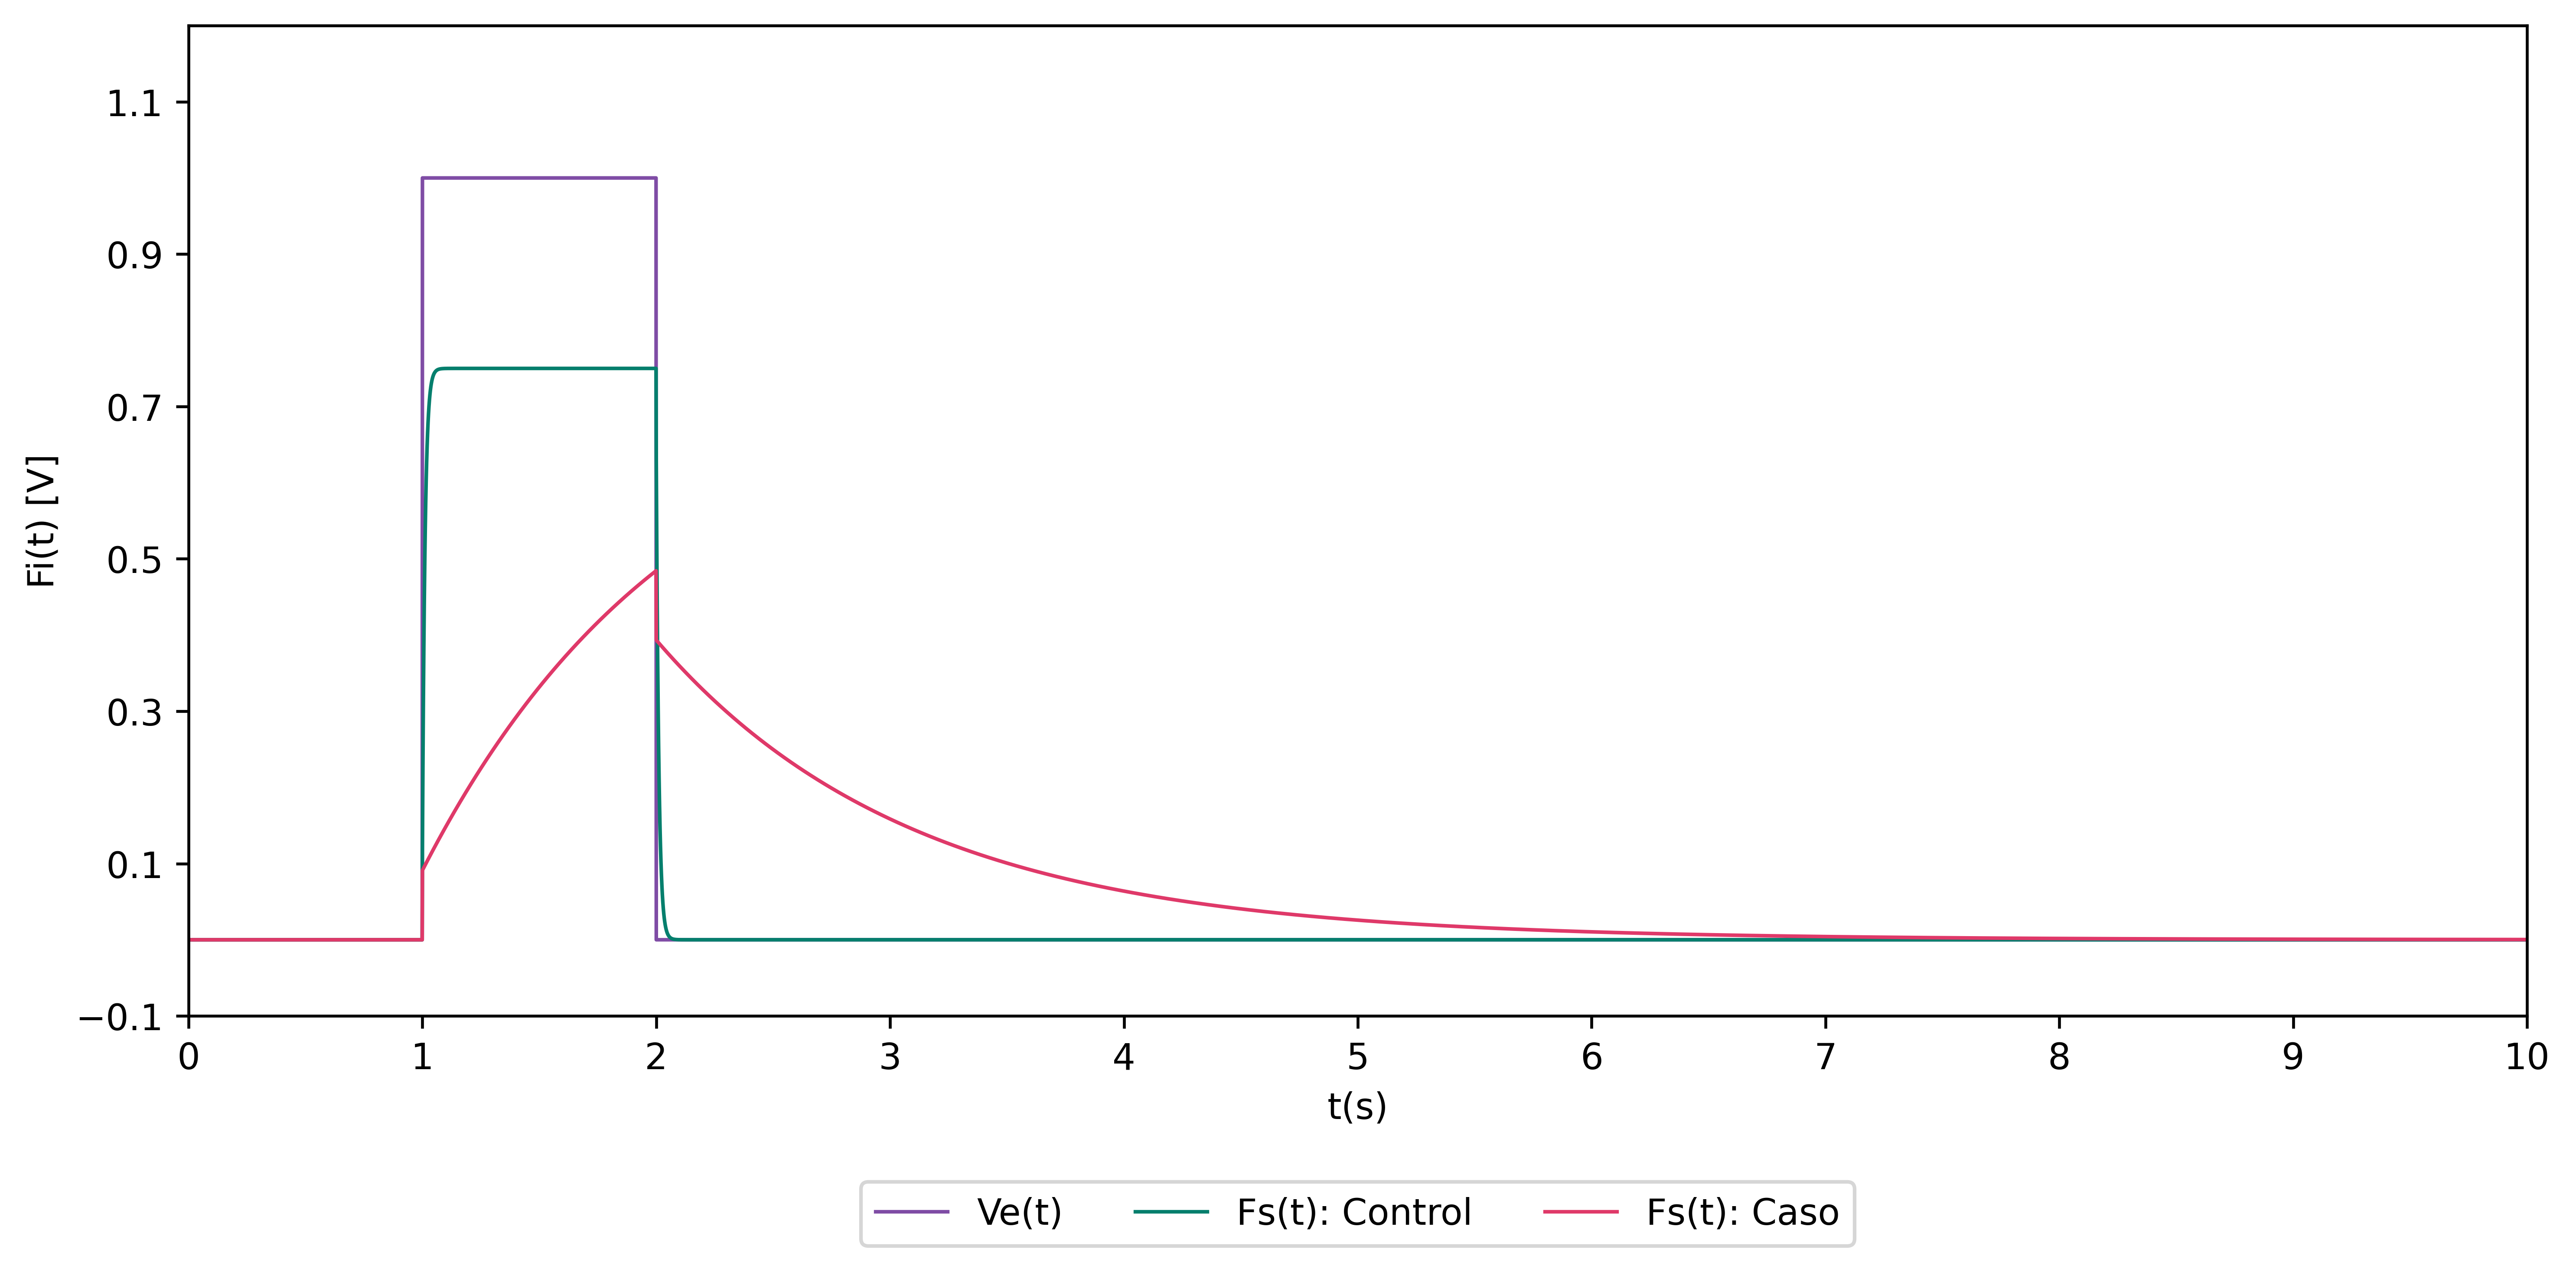 1.1
0.9
0.7
0.5
0.3
0.1
−0.1
Fi(t) [V]
0 1 2 3 4 5 6 7 8 9 10
t(s)
Ve(t) Fs(t): Control Fs(t): Caso